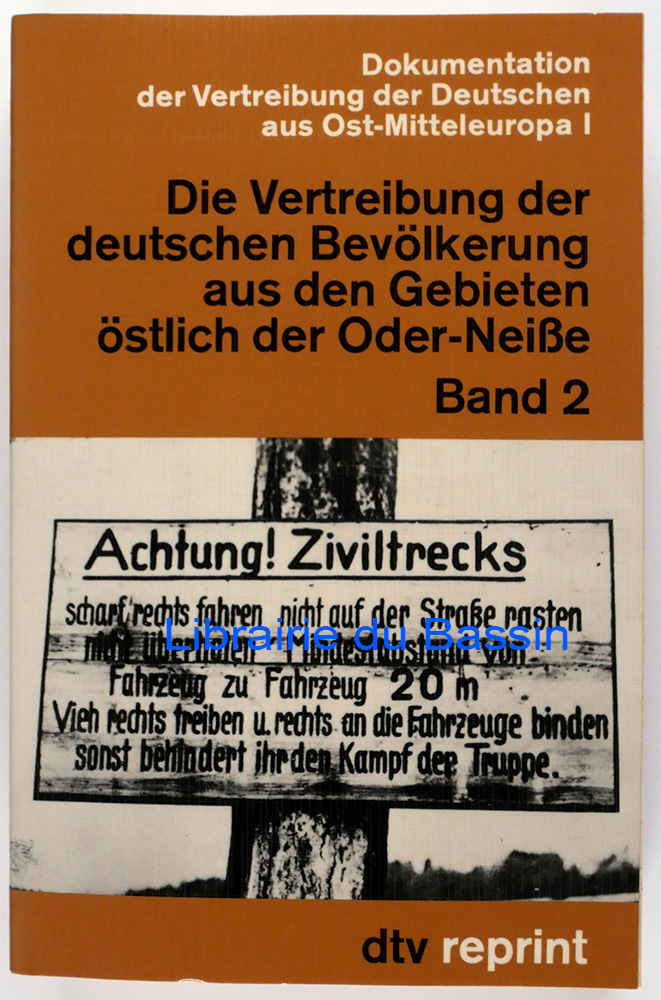 Dokumentation
der Vertreibung der Deutschen
aus Ost-Mitteleuropa I
Die Vertreibung der
deutschen Bevölkerung
aus den Gebieten
östlich der Oder-Neiße
Band 2
Achtung! Ziviltrecks
scharf rechts fahren nicht auf der Straße rasten
Librairie du Bassin
nicht überholen Mindestabstand von
Fahrzeug zu Fahrzeug 20 m
Vieh rechts treiben u. rechts an die Fahrzeuge binden
sonst behindert ihr den Kampf der Truppe.
dtv reprint